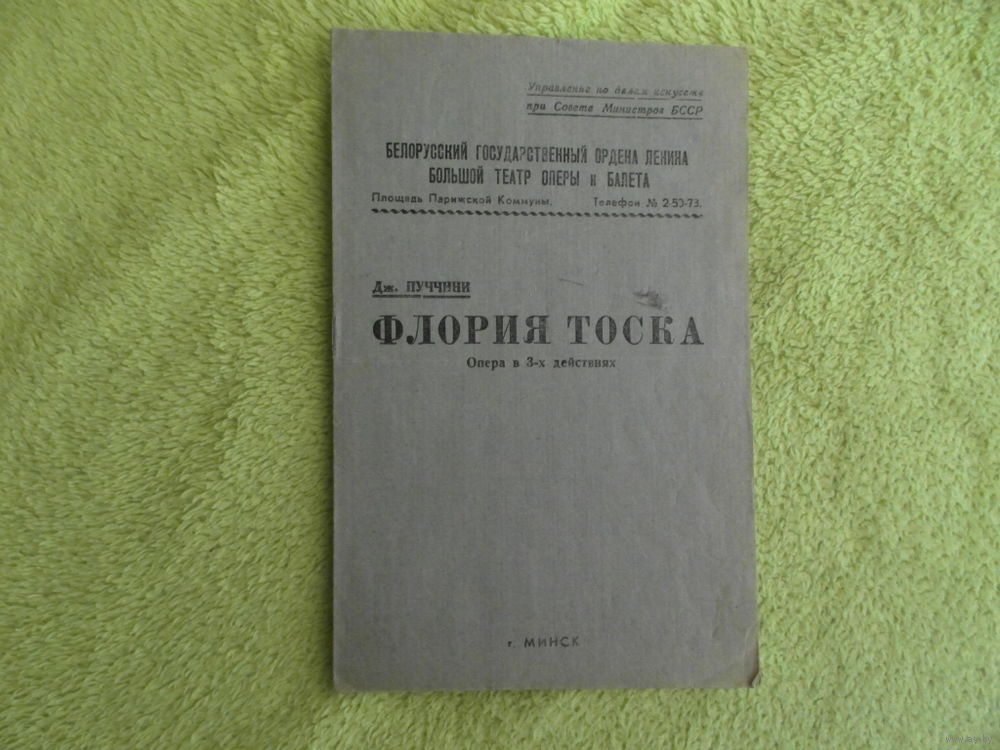 Управление по делам искусств
при Совете Министров БССР
БЕЛОРУССКИЙ ГОСУДАРСТВЕННЫЙ ОРДЕНА ЛЕНИНА
БОЛЬШОЙ ТЕАТР ОПЕРЫ и БАЛЕТА
Площадь Парижской Коммуны. Телефон № 2-50-73.
Дж. ПУЧЧИНИ
ФЛОРИЯ ТОСКА
Опера в 3-х действиях
г. МИНСК